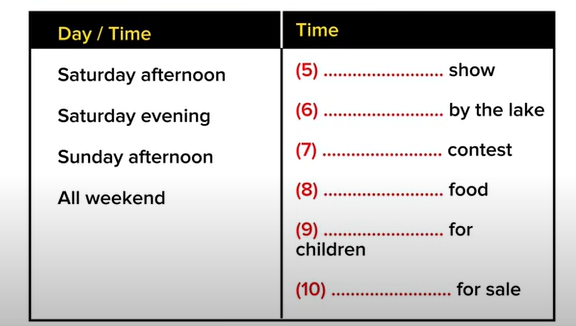 Day / Time
Time
Saturday afternoon
(5) ........................ show
Saturday evening
(6) ........................ by the lake
Sunday afternoon
(7) ........................ contest
All weekend
(8) ........................ food
(9) ........................ for
children
(10) ........................ for sale